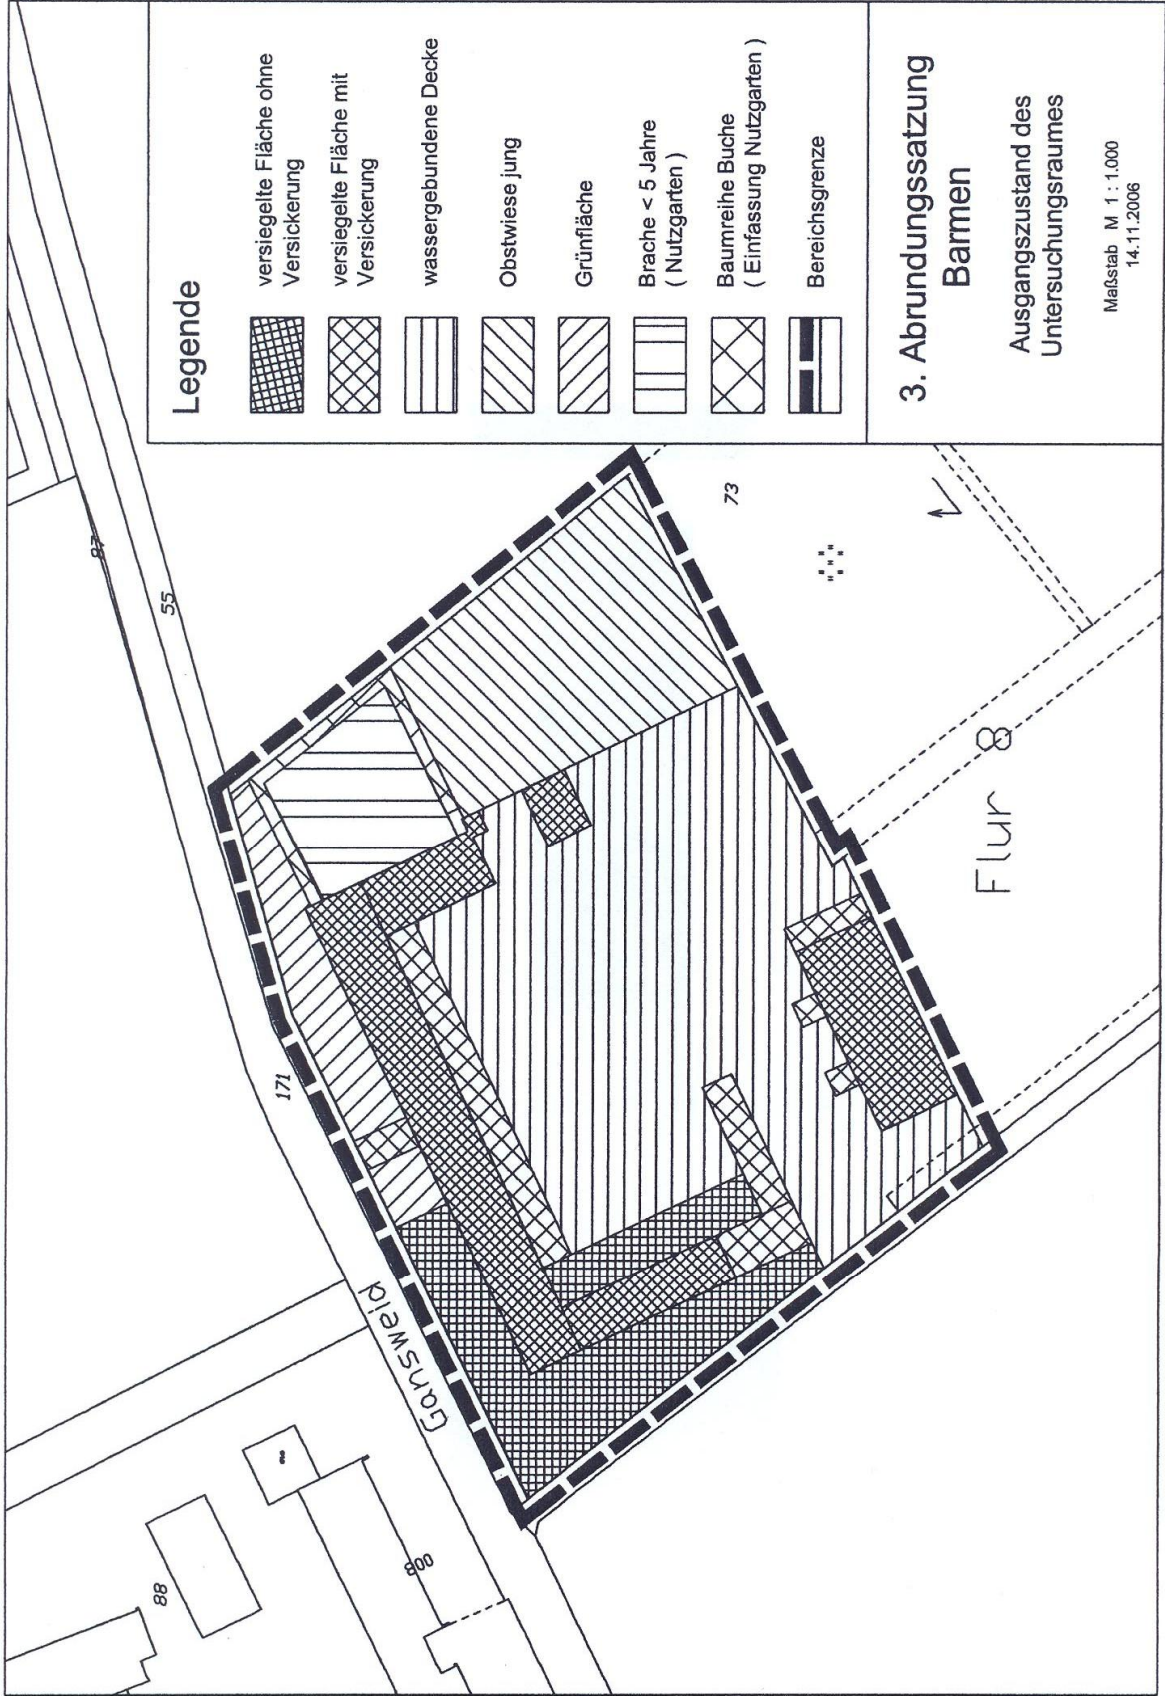 Legende
versiegelte Fläche ohne
Versickerung
versiegelte Fläche mit
Versickerung
wassergebundene Decke
Obstwiese jung
Grünfläche
Brache < 5 Jahre
( Nutzgarten )
Baumreihe Buche
( Einfassung Nutzgarten )
Bereichsgrenze
3. Abrundungssatzung
Barmen
Ausgangszustand des
Untersuchungsraumes
Maßstab M 1 : 1.000
14.11.2006
87
55
171
73
88
Gansweid
Flur 8